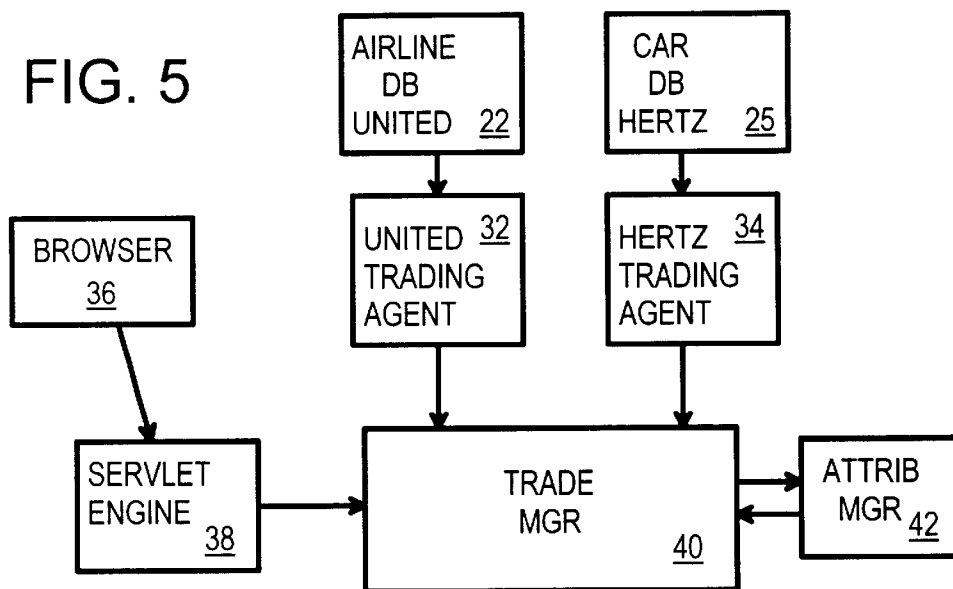 FIG. 5
AIRLINE
DB
UNITED 22
CAR
DB
HERTZ 25
BROWSER
36
UNITED 32
TRADING
AGENT
HERTZ 34
TRADING
AGENT
SERVLET
ENGINE
38
TRADE
MGR
40
ATTRIB
MGR 42